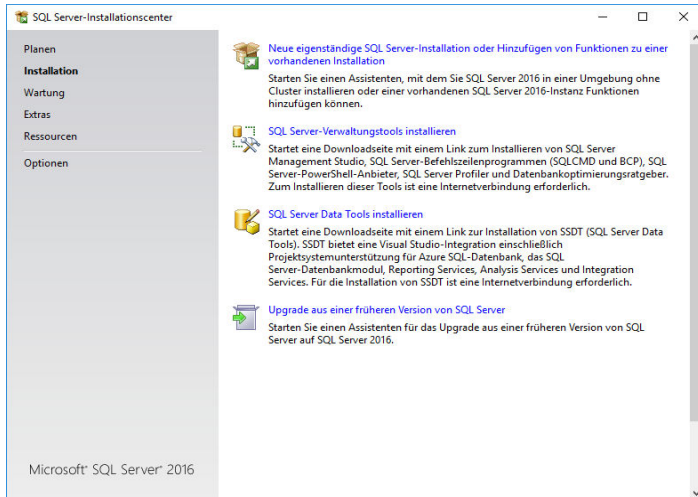 SQL Server-Installationscenter
Planen
Installation
Wartung
Extras
Ressourcen
Optionen
Microsoft® SQL Server® 2016
Neue eigenständige SQL Server-Installation oder Hinzufügen von Funktionen zu einer
vorhandenen Installation
Starten Sie einen Assistenten, mit dem Sie SQL Server 2016 in einer Umgebung ohne
Cluster installieren oder einer vorhandenen SQL Server 2016-Instanz Funktionen
hinzufügen können.
SQL Server-Verwaltungstools installieren
Startet eine Downloadseite mit einem Link zum Installieren von SQL Server
Management Studio, SQL Server-Befehlszeilenprogrammen (SQLCMD und BCP), SQL
Server-PowerShell-Anbieter, SQL Server Profiler und Datenbankoptimierungsratgeber.
Zum Installieren dieser Tools ist eine Internetverbindung erforderlich.
SQL Server Data Tools installieren
Startet eine Downloadseite mit einem Link zur Installation von SSDT (SQL Server Data
Tools). SSDT bietet eine Visual Studio-Integration einschließlich
Projektsystemunterstützung für Azure SQL-Datenbank, das SQL
Server-Datenbankmodul, Reporting Services, Analysis Services und Integration
Services. Für die Installation von SSDT ist eine Internetverbindung erforderlich.
Upgrade aus einer früheren Version von SQL Server
Starten Sie einen Assistenten für das Upgrade aus einer früheren Version von SQL
Server auf SQL Server 2016.